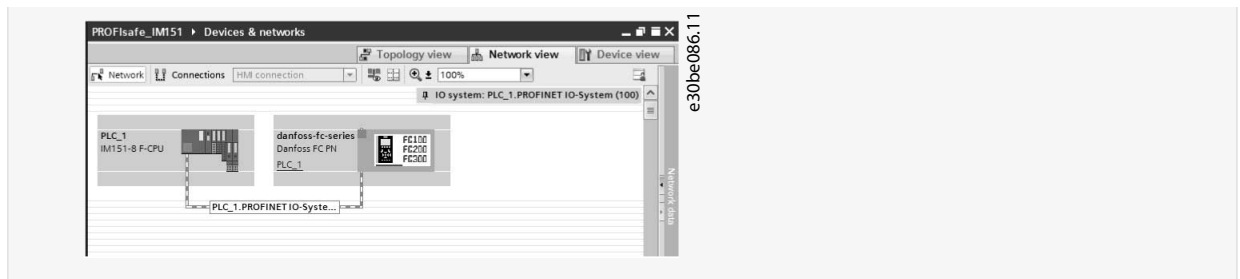 PROFIsafe_IM151 ▸ Devices & networks
Topology view Network view Device view
Network Connections HMI connection 100%
IO system: PLC_1.PROFINET IO-System (100)
PLC_1
IM151-8 F-CPU
danfoss-fc-series
Danfoss FC PN
PLC_1
FC100
FC200
FC300
PLC_1.PROFINET IO-Syste...
Network data
e30be086.11